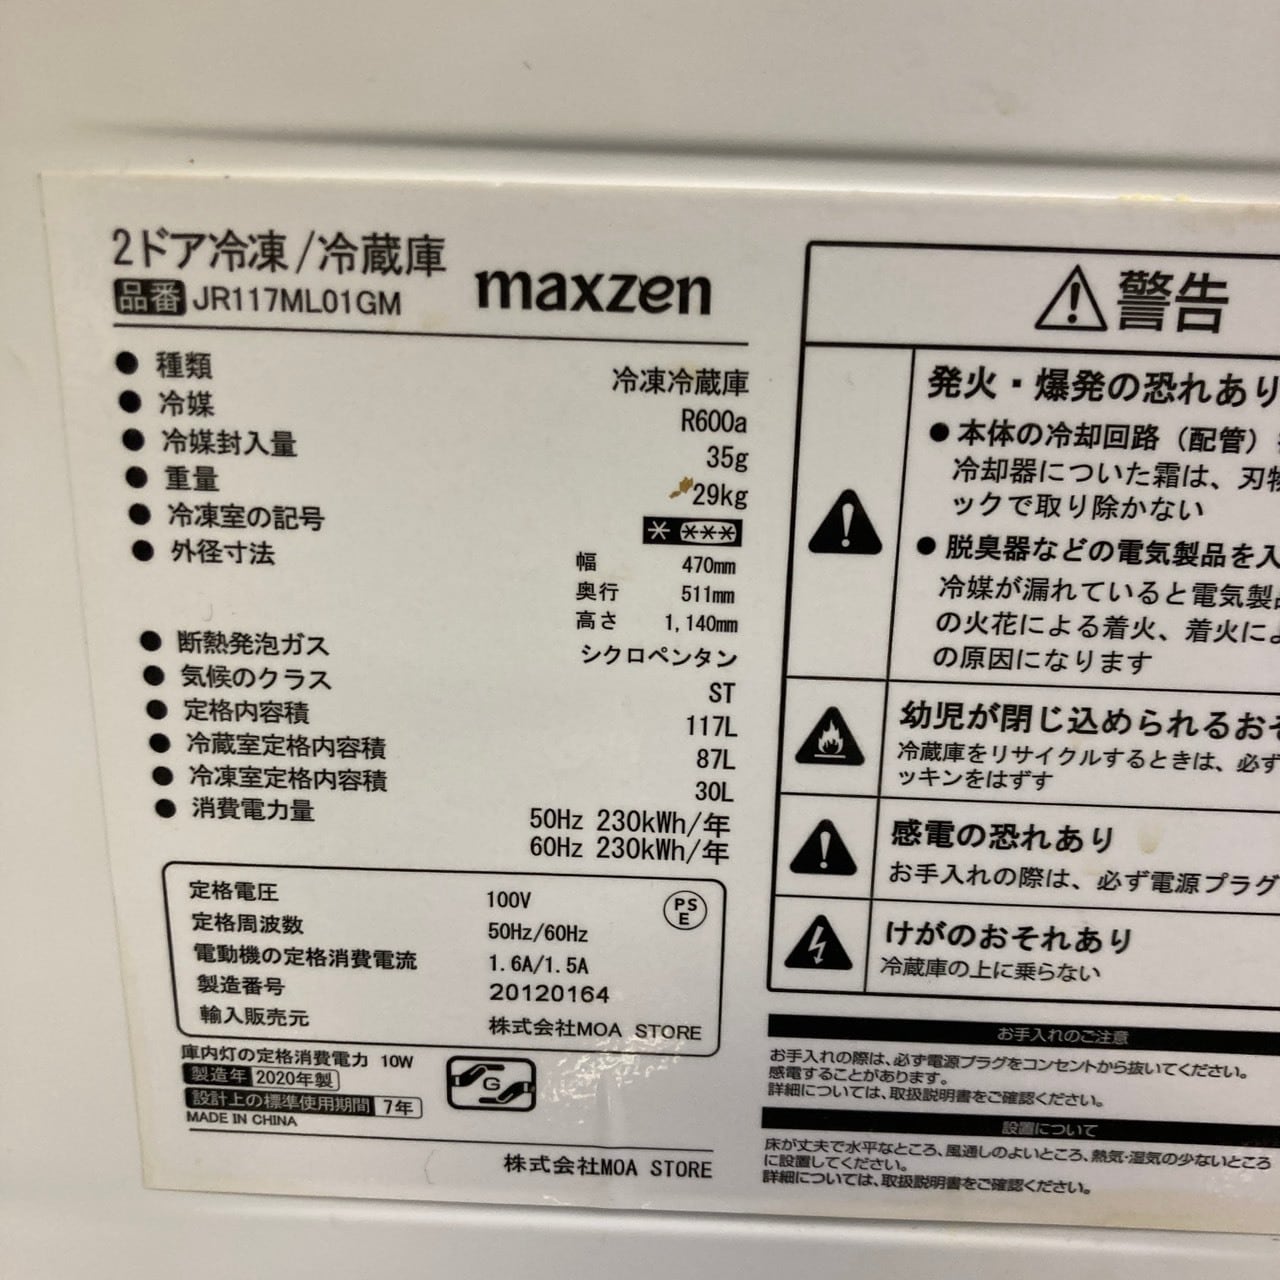 2ドア冷凍/冷蔵庫 maxzen
品番 JR117ML01GM
● 種類 冷凍冷蔵庫
● 冷媒 R600a
● 冷媒封入量 35g
● 重量 29kg
● 冷凍室の記号 * ***
● 外径寸法 幅 470mm
奥行 511mm
高さ 1,140mm
● 断熱発泡ガス シクロペンタン
● 気候のクラス ST
● 定格内容積 117L
● 冷蔵室定格内容積 87L
● 冷凍室定格内容積 30L
● 消費電力量 50Hz 230kWh/年
60Hz 230kWh/年
定格電圧 100V
定格周波数 50Hz/60Hz
電動機の定格消費電流 1.6A/1.5A
製造番号 20120164
輸入販売元 株式会社MOA STORE
PS
E
庫内灯の定格消費電力 10W
製造年 2020年製
設計上の標準使用期間 7年
MADE IN CHINA
G
株式会社MOA STORE
警告
発火・爆発の恐れあり
● 本体の冷却回路（配管）
冷却器についた霜は、刃物
ックで取り除かない
● 脱臭器などの電気製品を入
冷媒が漏れていると電気製品
の火花による着火、着火によ
の原因になります
幼児が閉じ込められるおそ
冷蔵庫をリサイクルするときは、必ず
ッキンをはずす
感電の恐れあり
お手入れの際は、必ず電源プラグ
けがのおそれあり
冷蔵庫の上に乗らない
お手入れのご注意
お手入れの際は、必ず電源プラグをコンセントから抜いてください。
感電することがあります。
詳細については、取扱説明書をご確認ください。
設置について
床が丈夫で水平なところ、風通しのよいところ、熱気・湿気の少ないところ
に設置してください。
詳細については、取扱説明書をご確認ください。